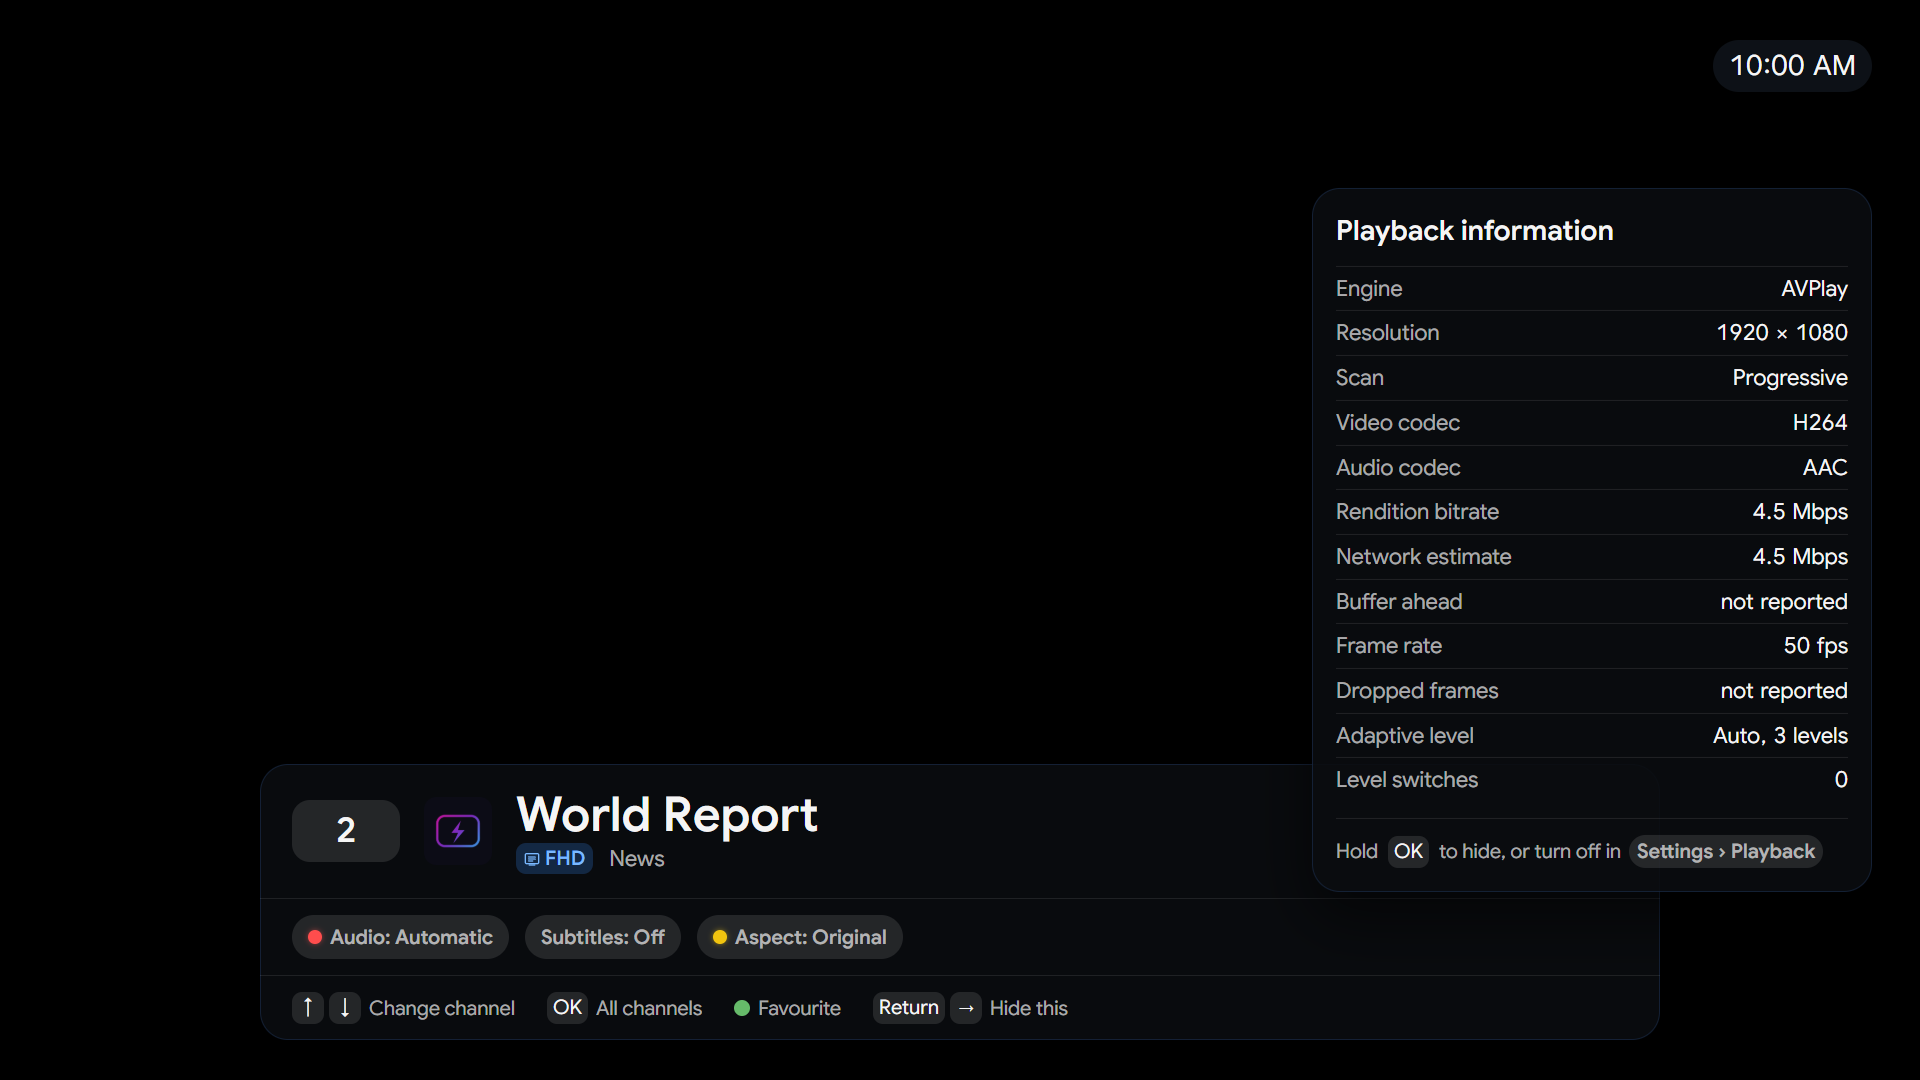 10:00 AM
Playback information
Engine AVPlay
Resolution 1920 × 1080
Scan Progressive
Video codec H264
Audio codec AAC
Rendition bitrate 4.5 Mbps
Network estimate 4.5 Mbps
Buffer ahead not reported
Frame rate 50 fps
Dropped frames not reported
Adaptive level Auto, 3 levels
Level switches 0
Hold OK to hide, or turn off in Settings › Playback
2
World Report
FHD News
Audio: Automatic Subtitles: Off Aspect: Original
↑ ↓ Change channel OK All channels Favourite Return → Hide this